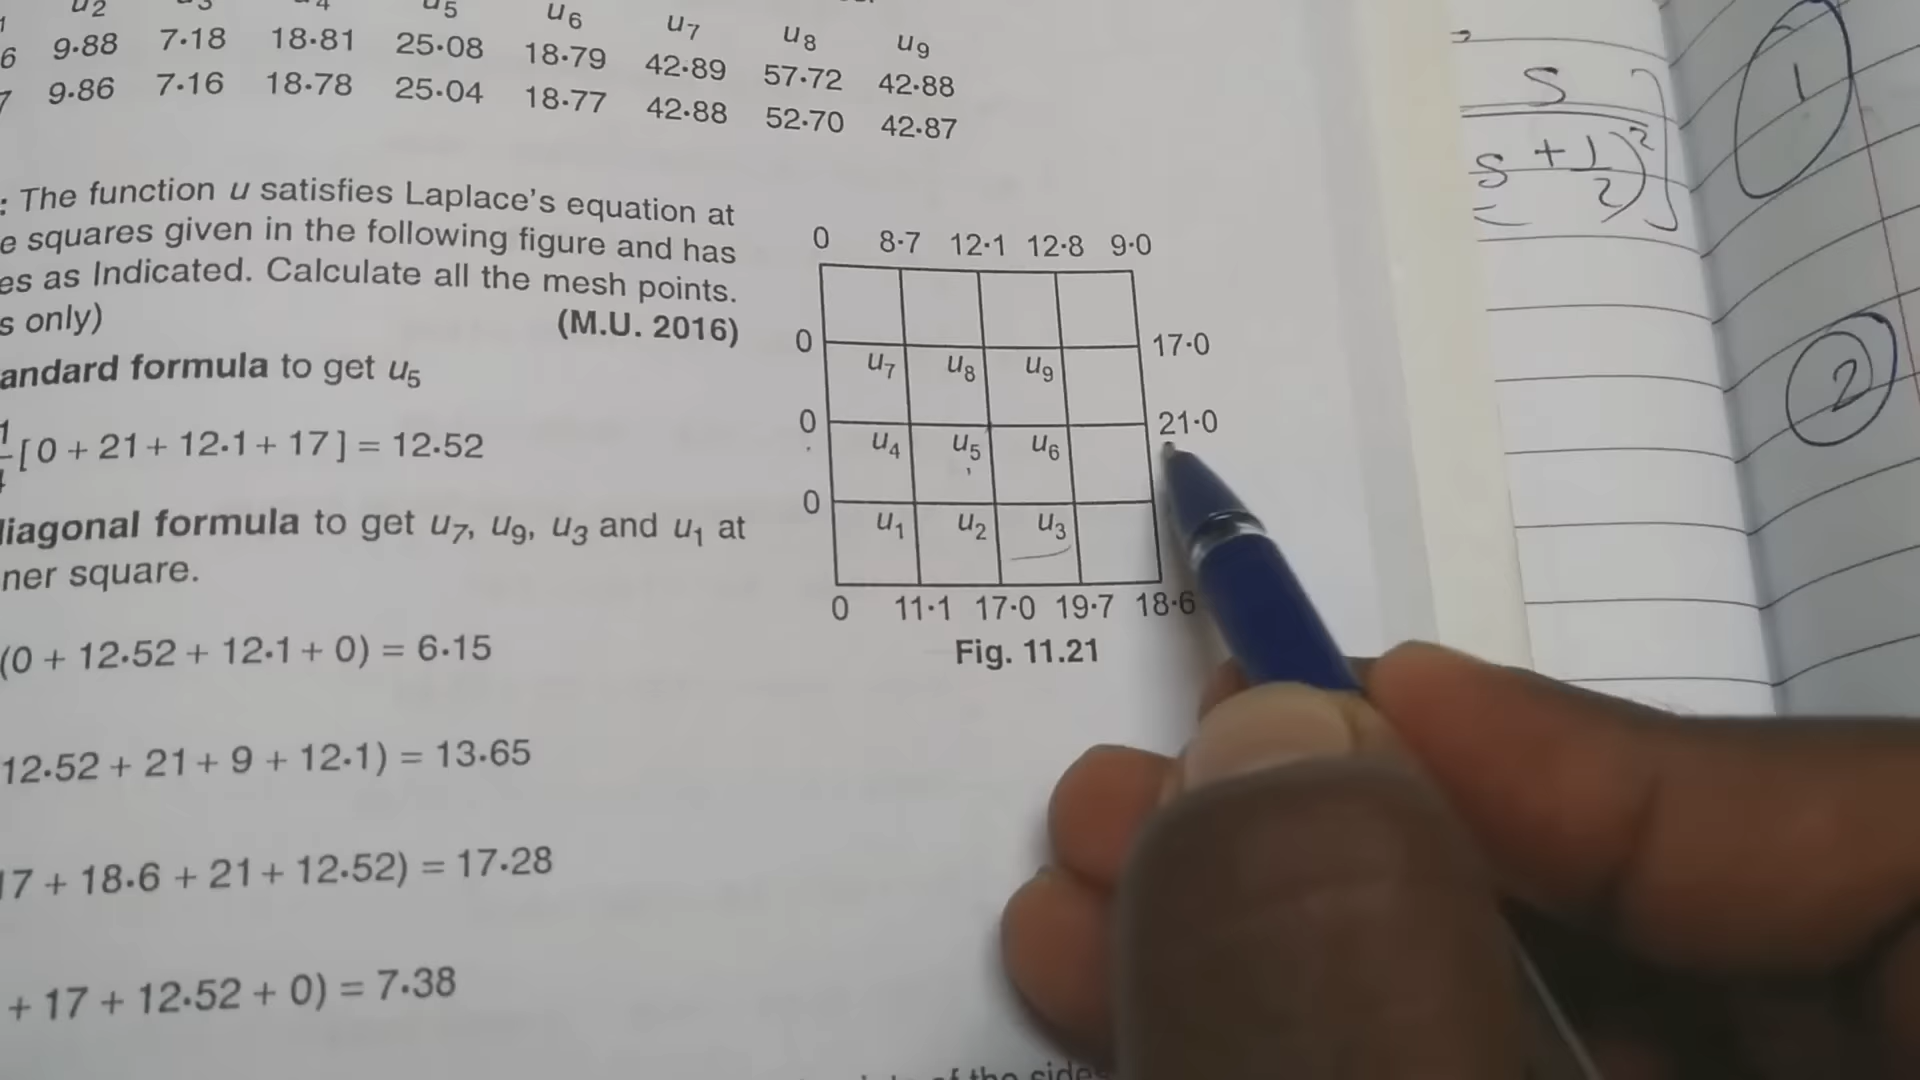 u2 u3 u4 u5 u6 u7 u8 u9
6 9·88 7·18 18·81 25·08 18·79 42·89 57·72 42·88
7 9·86 7·16 18·78 25·04 18·77 42·88 52·70 42·87
: The function u satisfies Laplace's equation at
e squares given in the following figure and has
es as Indicated. Calculate all the mesh points.
s only) (M.U. 2016)
andard formula to get u5
[0 + 21 + 12·1 + 17] = 12·52
diagonal formula to get u7, u9, u3 and u1 at
ner square.
(0 + 12·52 + 12·1 + 0) = 6·15
12·52 + 21 + 9 + 12·1) = 13·65
17 + 18·6 + 21 + 12·52) = 17·28
+ 17 + 12·52 + 0) = 7·38
0 8·7 12·1 12·8 9·0
0 17·0
u7 u8 u9
0 21·0
u4 u5 u6
0
u1 u2 u3
0 11·1 17·0 19·7 18·6
Fig. 11.21
s
s + 1/2)²]
1
2